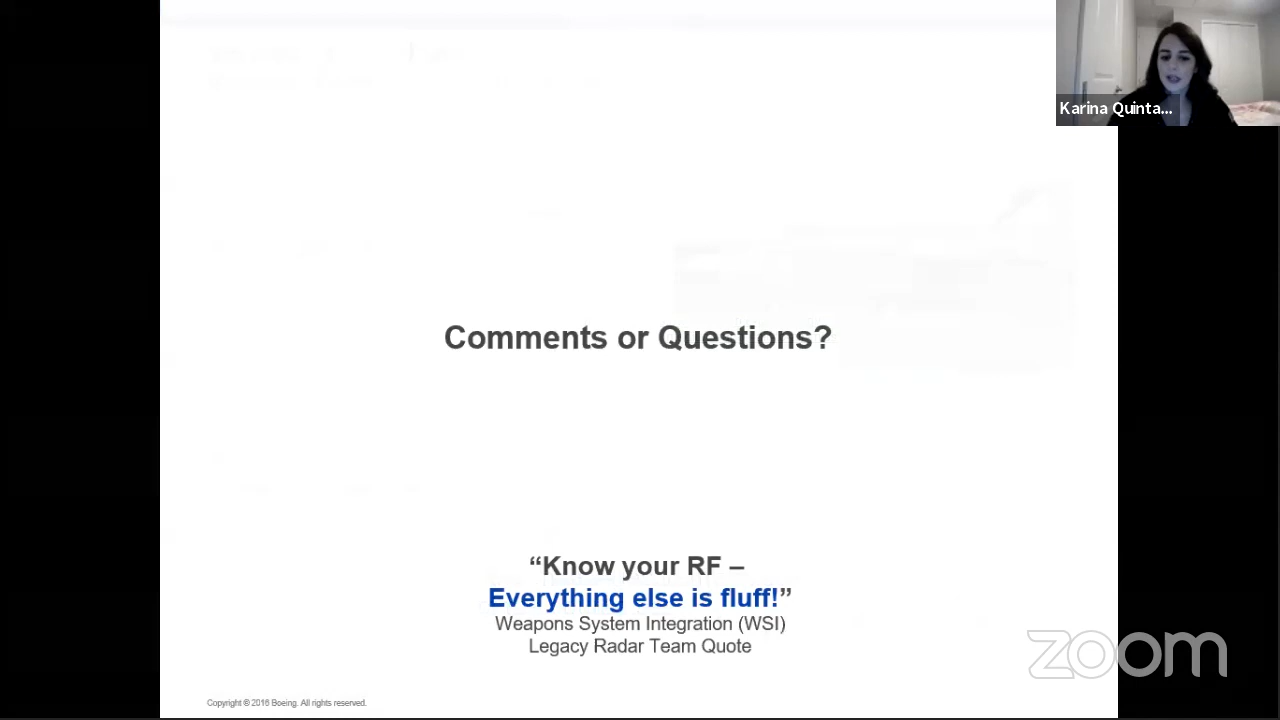 Karina Quinta...
Comments or Questions?
“Know your RF –
Everything else is fluff!”
Weapons System Integration (WSI)
Legacy Radar Team Quote
zoom
Copyright © 2016 Boeing. All rights reserved.